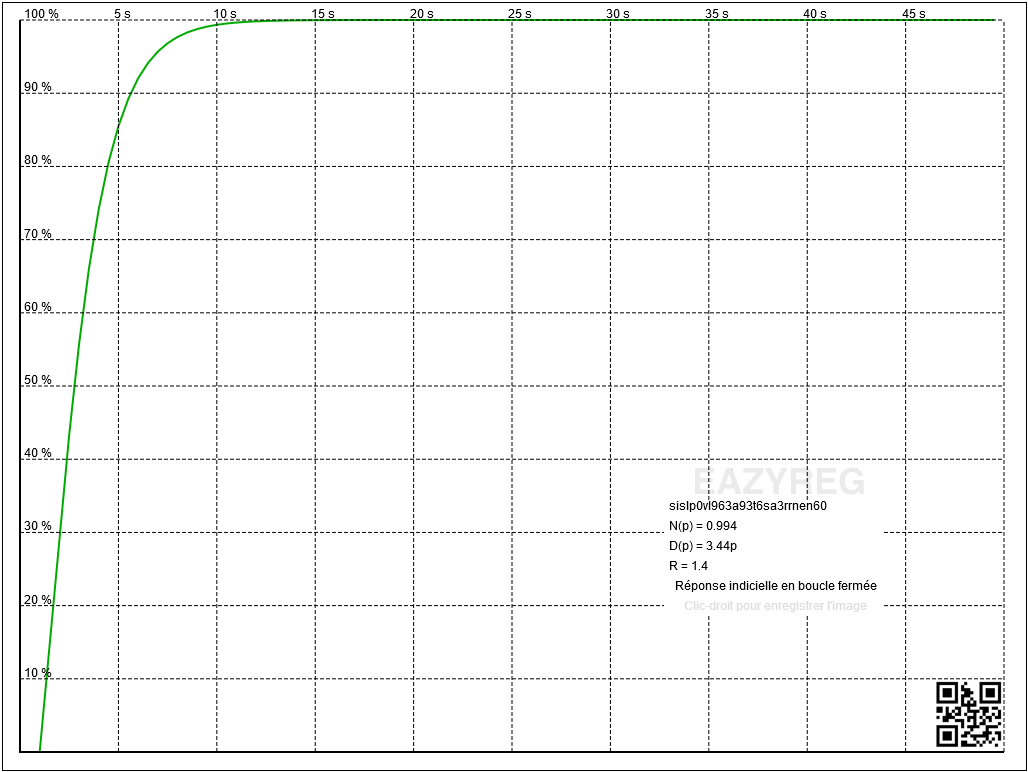 100 % 5 s 10 s 15 s 20 s 25 s 30 s 35 s 40 s 45 s
90 %
80 %
70 %
60 %
50 %
40 %
EAZYREG
30 %
N(p) = 0.994
D(p) = 3.44p
R = 1.4
Réponse indicielle en boucle fermée
20 %
Clic-droit pour enregistrer l'image
10 %